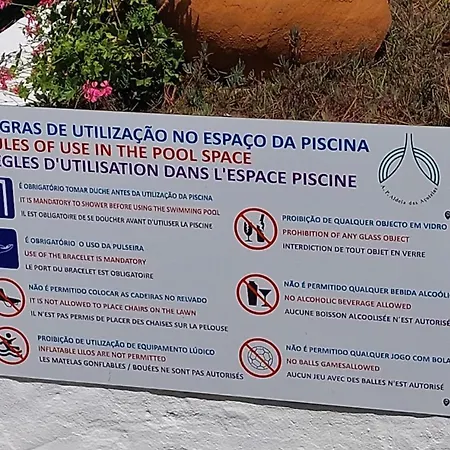 GRAS DE UTILIZAÇÃO NO ESPAÇO DA PISCINA
ULES OF USE IN THE POOL SPACE
ÈGLES D'UTILISATION DANS L'ESPACE PISCINE
É OBRIGATÓRIO TOMAR DUCHE ANTES DA UTILIZAÇÃO DA PISCINA
IT IS MANDATORY TO SHOWER BEFORE USING THE SWIMMING POOL
IL EST OBLIGATOIRE DE SE DOUCHER AVANT D'UTILISER LA PISCINE
É OBRIGATÓRIO O USO DA PULSEIRA
USE OF THE BRACELET IS MANDATORY
LE PORT DU BRACELET EST OBLIGATOIRE
NÃO É PERMITIDO COLOCAR AS CADEIRAS NO RELVADO
IT IS NOT ALLOWED TO PLACE CHAIRS ON THE LAWN
IL N'EST PAS PERMIS DE PLACER DES CHAISES SUR LA PELOUSE
PROIBIÇÃO DE UTILIZAÇÃO DE EQUIPAMENTO LÚDICO
INFLATABLE LILOS ARE NOT PERMITTED
LES MATELAS GONFLABLES / BOUÉES NE SONT PAS AUTORISÉES
A. P. Aldeia dos Açoteias
PROIBIÇÃO DE QUALQUER OBJECTO EM VIDRO
PROHIBITION OF ANY GLASS OBJECT
INTERDICTION DE TOUT OBJET EN VERRE
NÃO É PERMITIDO QUALQUER BEBIDA ALCOÓLI
NO ALCOHOLIC BEVERAGE ALLOWED
AUCUNE BOISSON ALCOOLISÉE N'EST AUTORISÉ
NÃO É PERMITIDO QUALQUER JOGO COM BOLA
NO BALLS GAMESALLOWED
AUCUN JEU AVEC DES BALLES N'EST AUTORISÉ